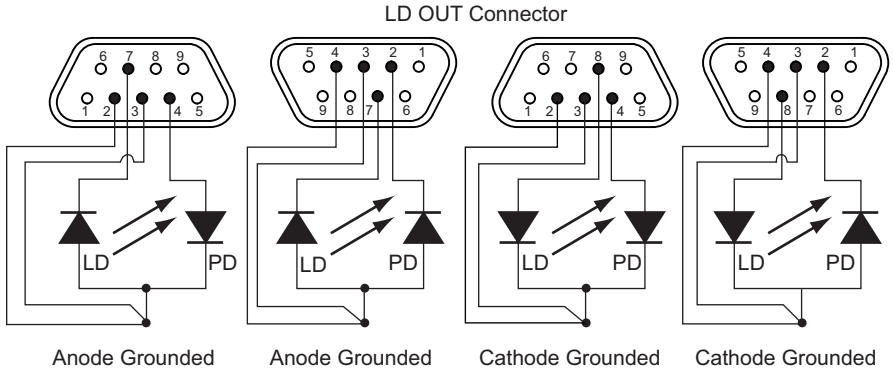 LD OUT Connector
6 7 8 9
1 2 3 4 5
5 4 3 2 1
9 8 7 6
6 7 8 9
1 2 3 4 5
5 4 3 2 1
9 8 7 6
LD PD
LD PD
LD PD
LD PD
Anode Grounded
Anode Grounded
Cathode Grounded
Cathode Grounded